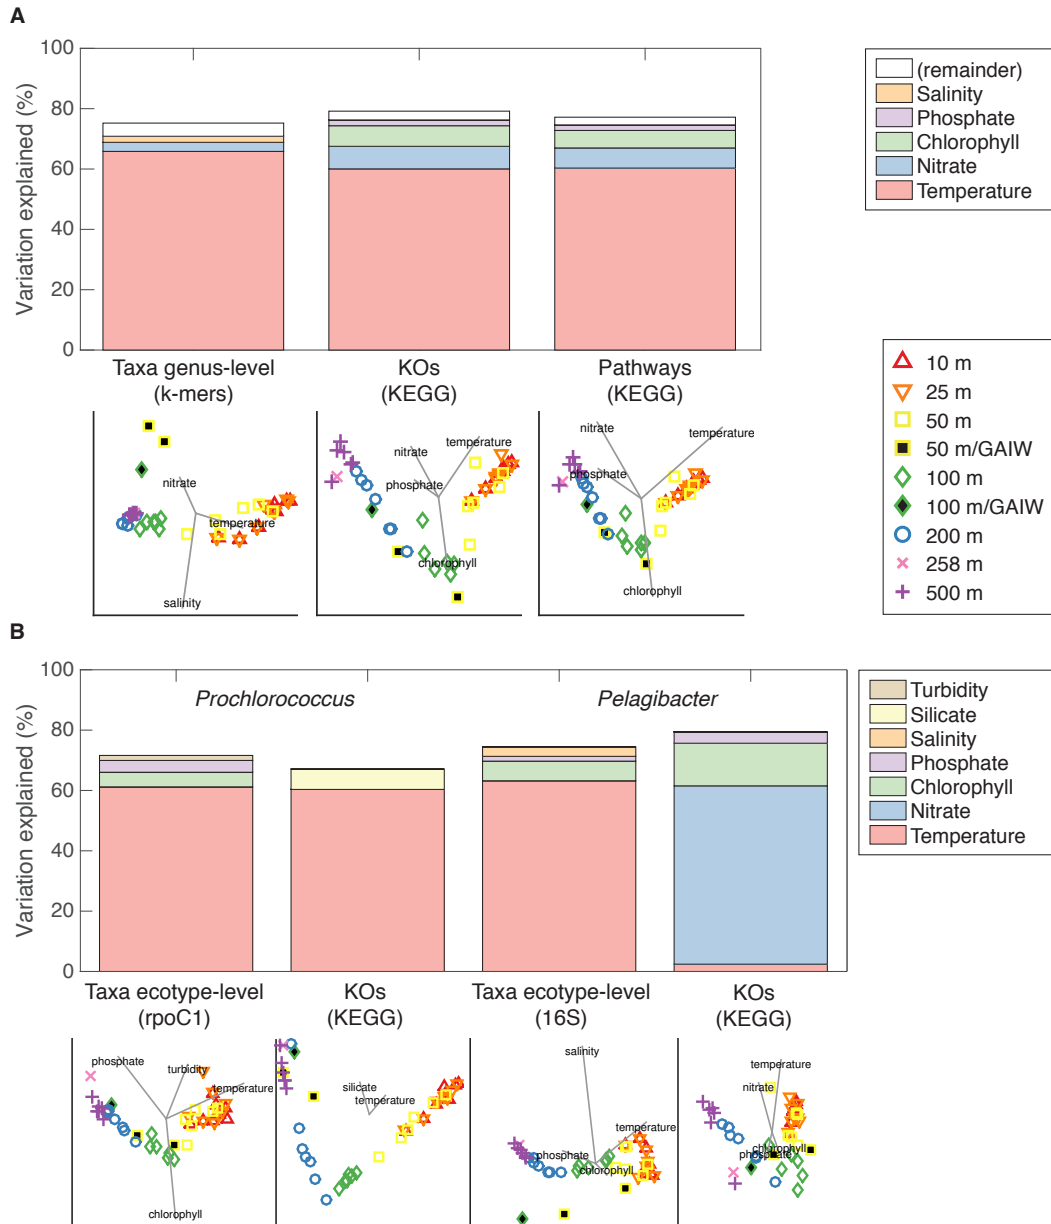 A
100
80
60
40
20
0
Variation explained (%)
(remainder)
Salinity
Phosphate
Chlorophyll
Nitrate
Temperature
Taxa genus-level
(k-mers)
KOs
(KEGG)
Pathways
(KEGG)
nitrate
temperature
salinity
nitrate
temperature
phosphate
chlorophyll
nitrate
temperature
phosphate
chlorophyll
10 m
25 m
50 m
50 m/GAIW
100 m
100 m/GAIW
200 m
258 m
500 m
B
100
80
60
40
20
0
Variation explained (%)
Prochlorococcus
Pelagibacter
Turbidity
Silicate
Salinity
Phosphate
Chlorophyll
Nitrate
Temperature
Taxa ecotype-level
(rpoC1)
KOs
(KEGG)
Taxa ecotype-level
(16S)
KOs
(KEGG)
phosphate
turbidity
temperature
chlorophyll
silicate
temperature
salinity
temperature
phosphate
chlorophyll
temperature
nitrate
chlorophyll
phosphate